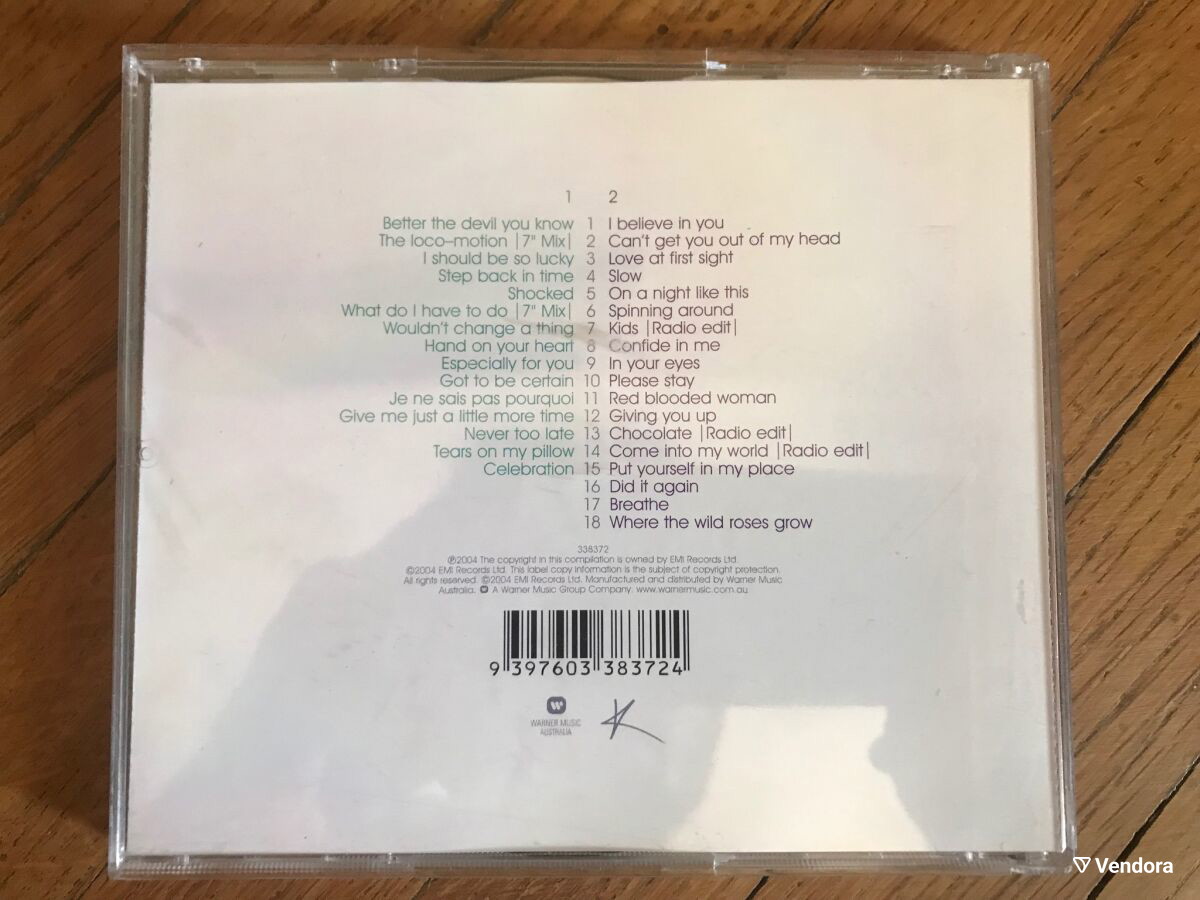 1 2
Better the devil you know 1 I believe in you
The loco-motion |7" Mix| 2 Can't get you out of my head
I should be so lucky 3 Love at first sight
Step back in time 4 Slow
Shocked 5 On a night like this
What do I have to do |7" Mix| 6 Spinning around
Wouldn't change a thing 7 Kids |Radio edit|
Hand on your heart 8 Confide in me
Especially for you 9 In your eyes
Got to be certain 10 Please stay
Je ne sais pas pourquoi 11 Red blooded woman
Give me just a little more time 12 Giving you up
Never too late 13 Chocolate |Radio edit|
Tears on my pillow 14 Come into my world |Radio edit|
Celebration 15 Put yourself in my place
16 Did it again
17 Breathe
18 Where the wild roses grow
338372
℗2004 The copyright in this compilation is owned by EMI Records Ltd.
©2004 EMI Records Ltd. This label copy information is the subject of copyright protection.
All rights reserved. ©2004 EMI Records Ltd. Manufactured and distributed by Warner Music
Australia. A Warner Music Group Company. www.warnermusic.com.au
9 397603 383724
WARNER MUSIC
AUSTRALIA
K
Vendora